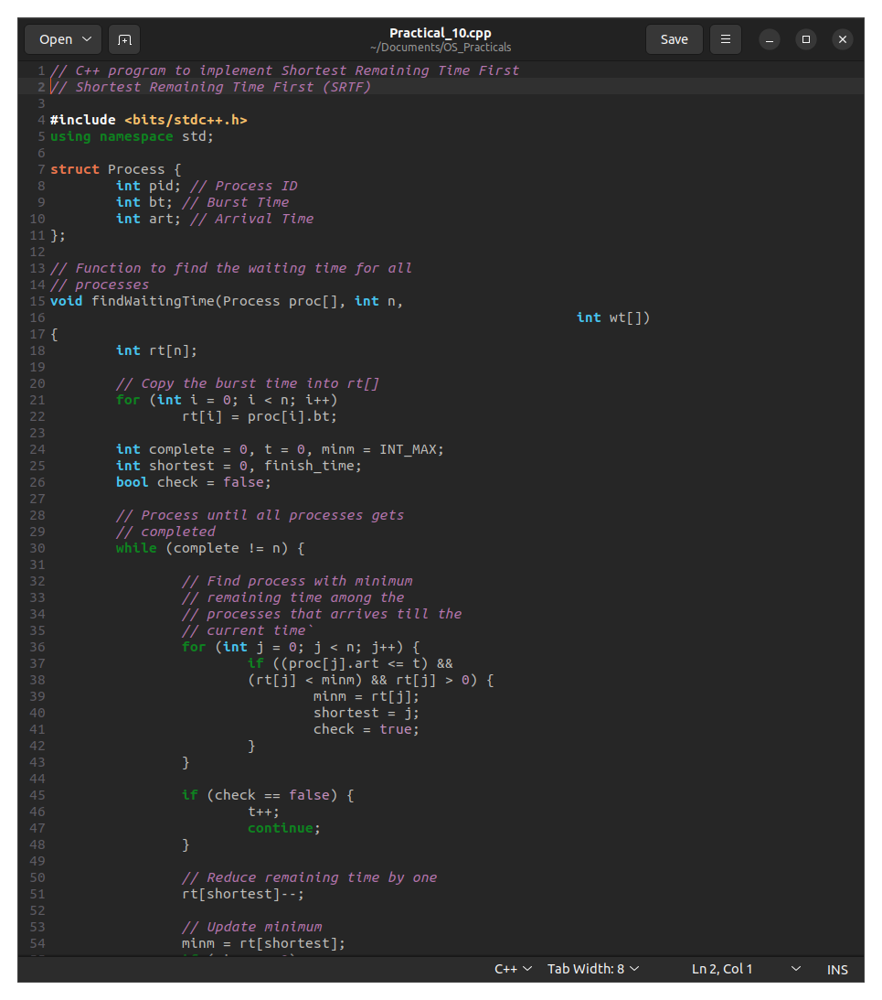 Open
Practical_10.cpp
~/Documents/OS_Practicals
Save
1 // C++ program to implement Shortest Remaining Time First
2 // Shortest Remaining Time First (SRTF)
3
4 #include <bits/stdc++.h>
5 using namespace std;
6
7 struct Process {
8 int pid; // Process ID
9 int bt; // Burst Time
10 int art; // Arrival Time
11 };
12
13 // Function to find the waiting time for all
14 // processes
15 void findWaitingTime(Process proc[], int n,
16 int wt[])
17 {
18 int rt[n];
19
20 // Copy the burst time into rt[]
21 for (int i = 0; i < n; i++)
22 rt[i] = proc[i].bt;
23
24 int complete = 0, t = 0, minm = INT_MAX;
25 int shortest = 0, finish_time;
26 bool check = false;
27
28 // Process until all processes gets
29 // completed
30 while (complete != n) {
31
32 // Find process with minimum
33 // remaining time among the
34 // processes that arrives till the
35 // current time`
36 for (int j = 0; j < n; j++) {
37 if ((proc[j].art <= t) &&
38 (rt[j] < minm) && rt[j] > 0) {
39 minm = rt[j];
40 shortest = j;
41 check = true;
42 }
43 }
44
45 if (check == false) {
46 t++;
47 continue;
48 }
49
50 // Reduce remaining time by one
51 rt[shortest]--;
52
53 // Update minimum
54 minm = rt[shortest];
C++
Tab Width: 8
Ln 2, Col 1
INS